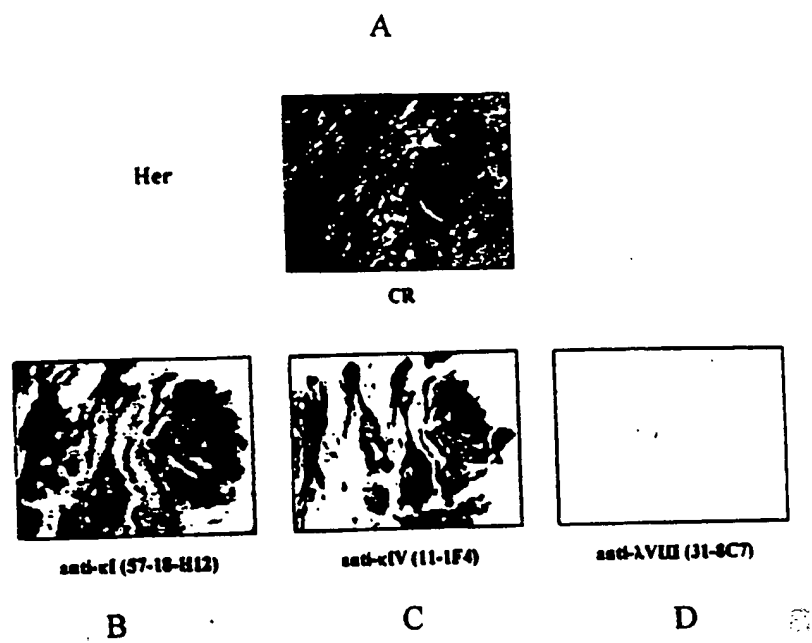 A
Her
CR
anti-κI (57-18-H12)
anti-κIV (11-1F4)
anti-λVIII (31-8C7)
B
C
D